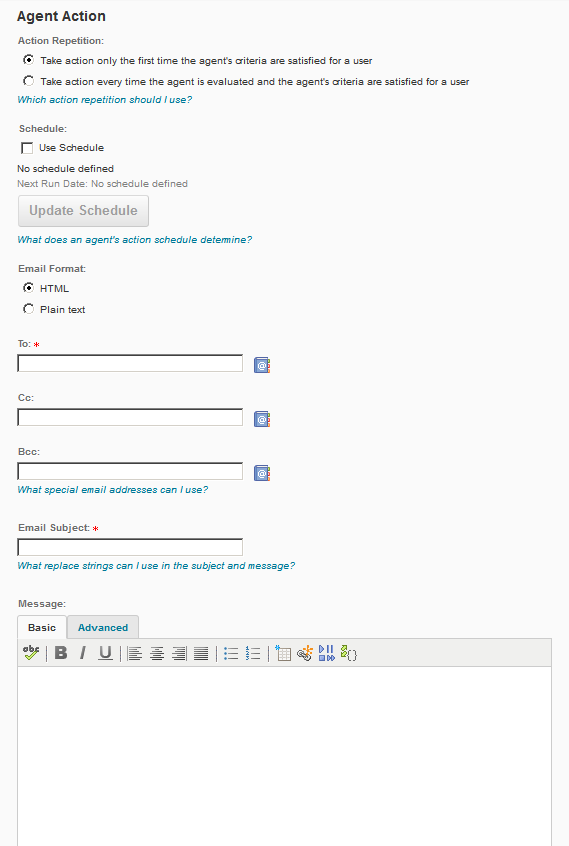 Agent Action
Action Repetition:
Take action only the first time the agent's criteria are satisfied for a user
Take action every time the agent is evaluated and the agent's criteria are satisfied for a user
Which action repetition should I use?
Schedule:
Use Schedule
No schedule defined
Next Run Date: No schedule defined
Update Schedule
What does an agent's action schedule detemine?
Email Format:
HTML
Plain text
To: *
Cc:
Bcc:
What special email addresses can I use?
Email Subject: *
What replace strings can I use in the subject and message?
Message:
Basic Advanced
abc B I U